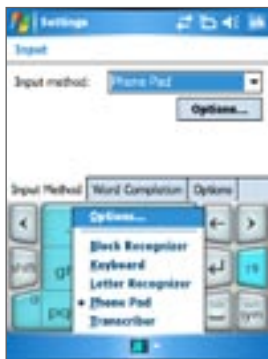 Settings
ok
Input
Input method: Phone Pad
Options...
Input Method Word Completion Options
Options...
Block Recognizer
Keyboard
Letter Recognizer
Phone Pad
Transcriber